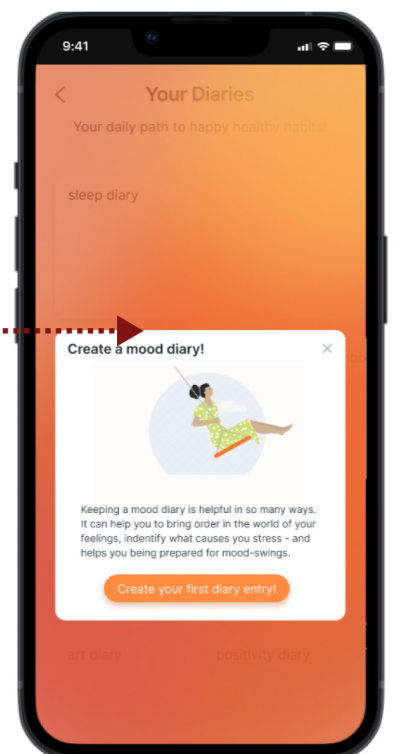 9:41
Your Diaries
Your daily path to happy healthy habits!
sleep diary
Create a mood diary!
Keeping a mood diary is helpful in so many ways.
It can help you to bring order in the world of your
feelings, indentify what causes you stress - and
helps you being prepared for mood-swings.
Create your first diary entry!
art diary positivity diary